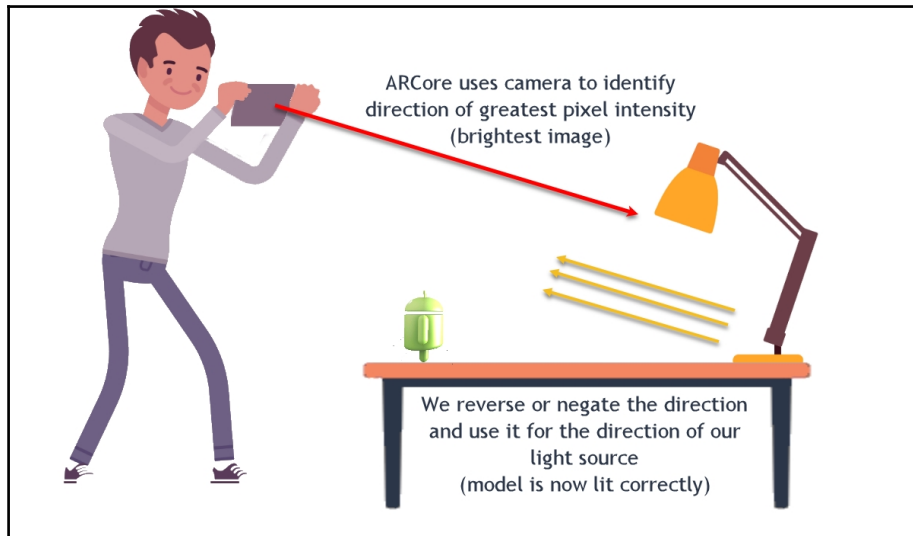 ARCore uses camera to identify
direction of greatest pixel intensity
(brightest image)
We reverse or negate the direction
and use it for the direction of our
light source
(model is now lit correctly)